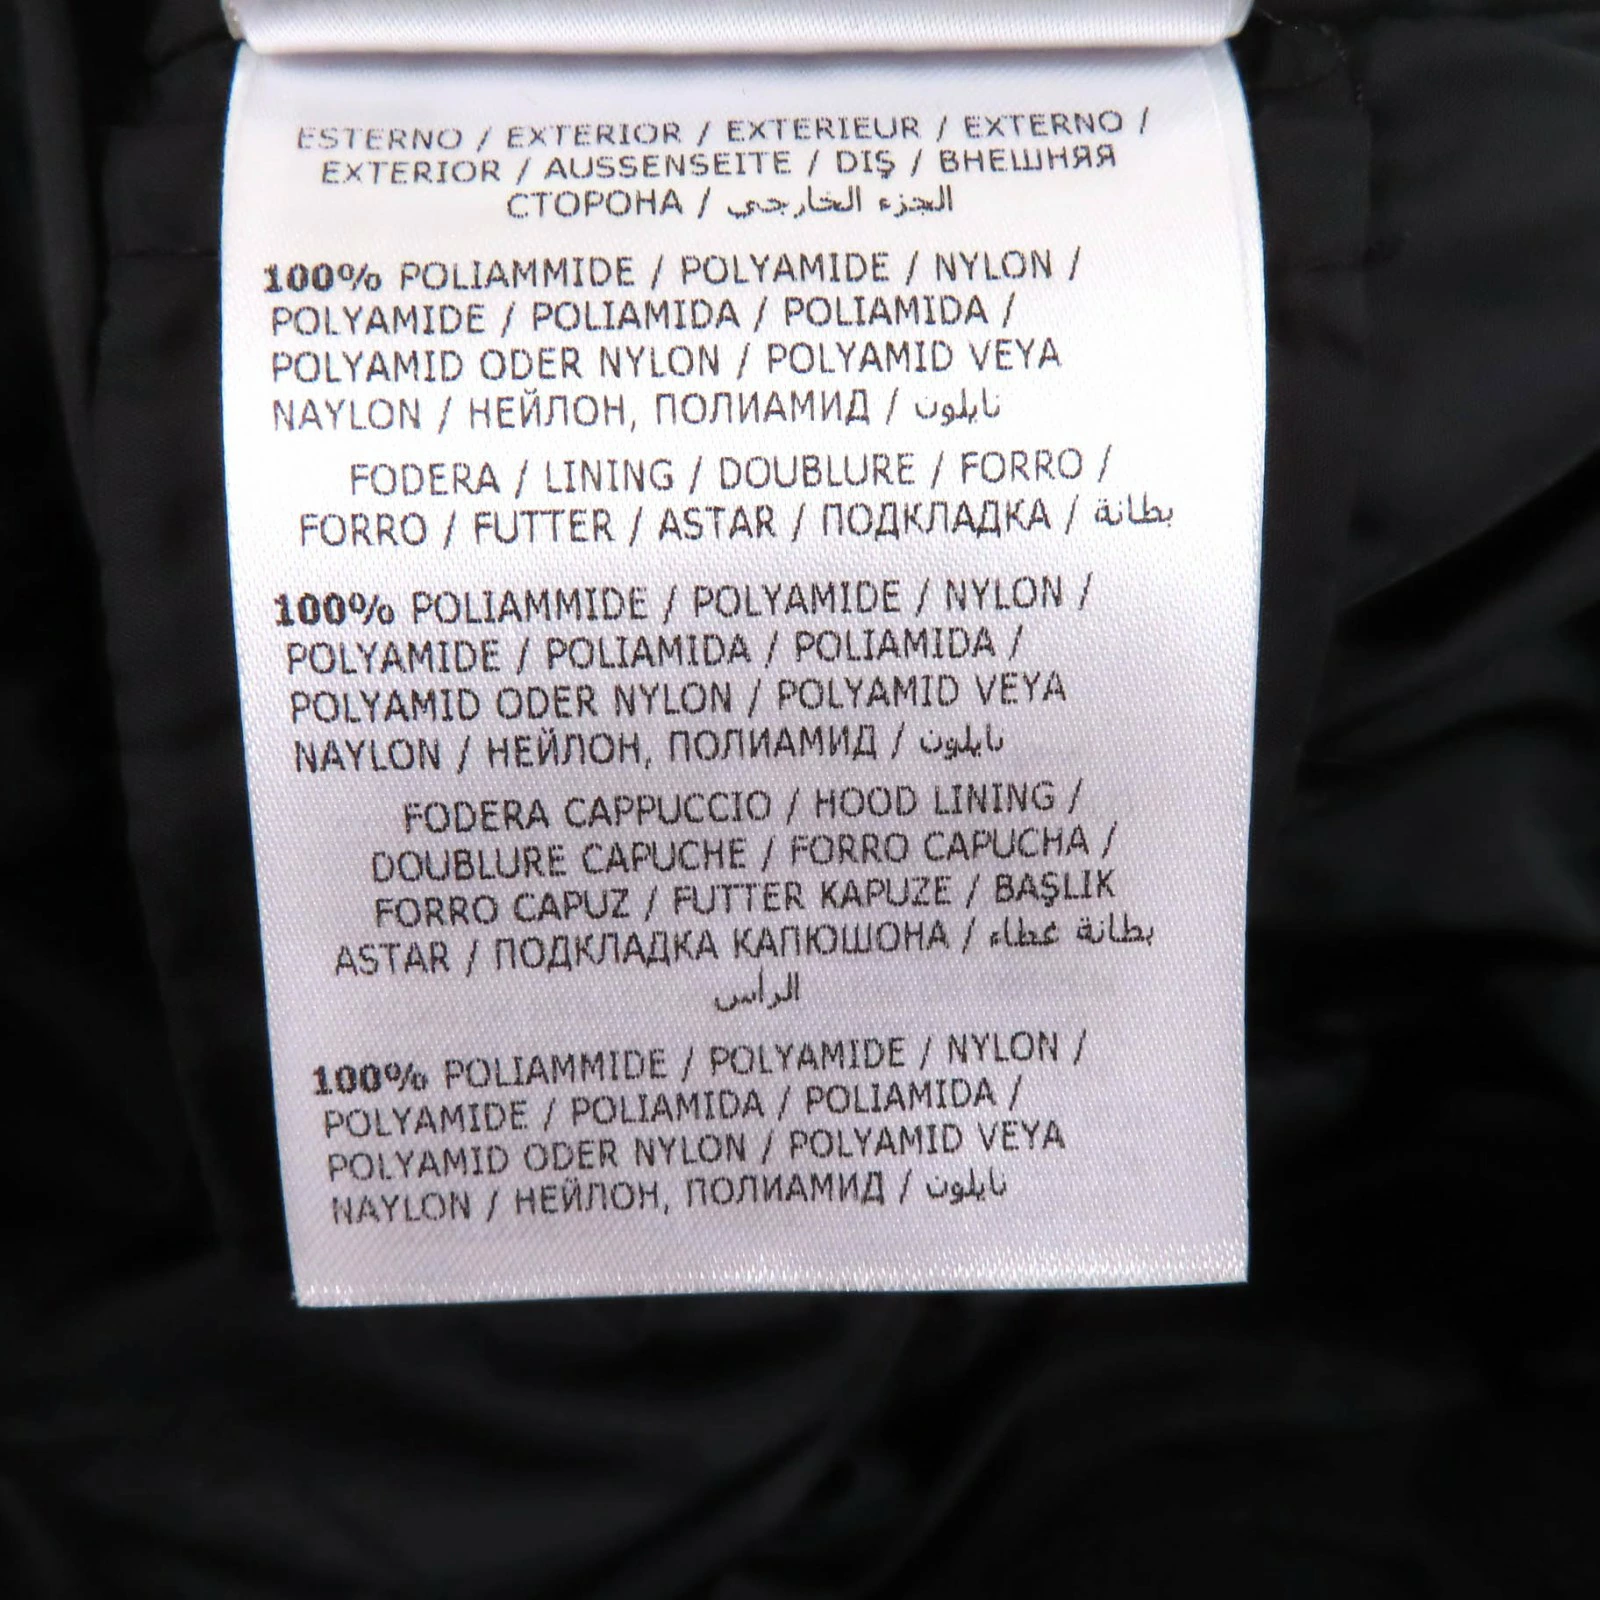 ESTERNO / EXTERIOR / EXTERIEUR / EXTERNO /
EXTERIOR / AUSSENSEITE / DIŞ / ВНЕШНЯЯ
СТОРОНА / الجزء الخارجي
100% POLIAMMIDE / POLYAMIDE / NYLON /
POLYAMIDE / POLIAMIDA / POLIAMIDA /
POLYAMID ODER NYLON / POLYAMID VEYA
NAYLON / НЕЙЛОН, ПОЛИАМИД / نايلون
FODERA / LINING / DOUBLURE / FORRO /
FORRO / FUTTER / ASTAR / ПОДКЛАДКА / بطانة
100% POLIAMMIDE / POLYAMIDE / NYLON /
POLYAMIDE / POLIAMIDA / POLIAMIDA /
POLYAMID ODER NYLON / POLYAMID VEYA
NAYLON / НЕЙЛОН, ПОЛИАМИД / نايلون
FODERA CAPPUCCIO / HOOD LINING /
DOUBLURE CAPUCHE / FORRO CAPUCHA /
FORRO CAPUZ / FUTTER KAPUZE / BAŞLIK
ASTAR / ПОДКЛАДКА КАПЮШОНА / بطانة غطاء
الرأس
100% POLIAMMIDE / POLYAMIDE / NYLON /
POLYAMIDE / POLIAMIDA / POLIAMIDA /
POLYAMID ODER NYLON / POLYAMID VEYA
NAYLON / НЕЙЛОН, ПОЛИАМИД / نايلون